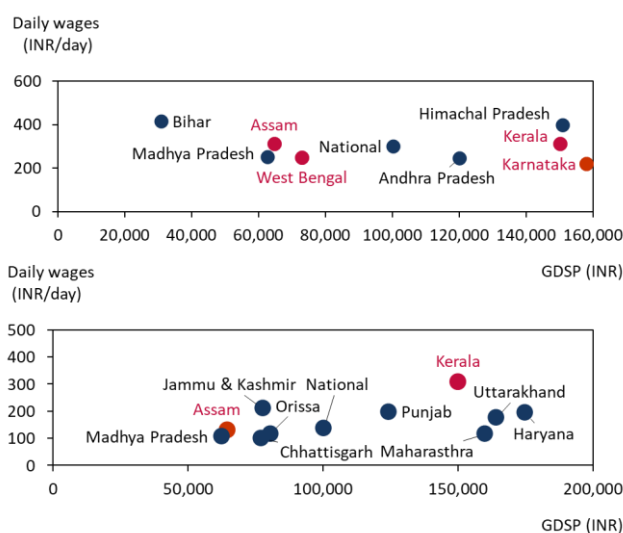 Daily wages
(INR/day)
600
Himachal Pradesh
Bihar
Assam
400
Kerala
Madhya Pradesh
National
200
West Bengal
Andhra Pradesh
Karnataka
0
0 20,000 40,000 60,000 80,000 100,000 120,000 140,000 160,000
Daily wages
(INR/day)
GDSP (INR)
500
Kerala
400
Jammu & Kashmir National
Uttarakhand
300
Assam Orissa
200
Punjab
Madhya Pradesh
Haryana
100
Chhattisgarh Maharasthra
0
0 50,000 100,000 150,000 200,000
GDSP (INR)